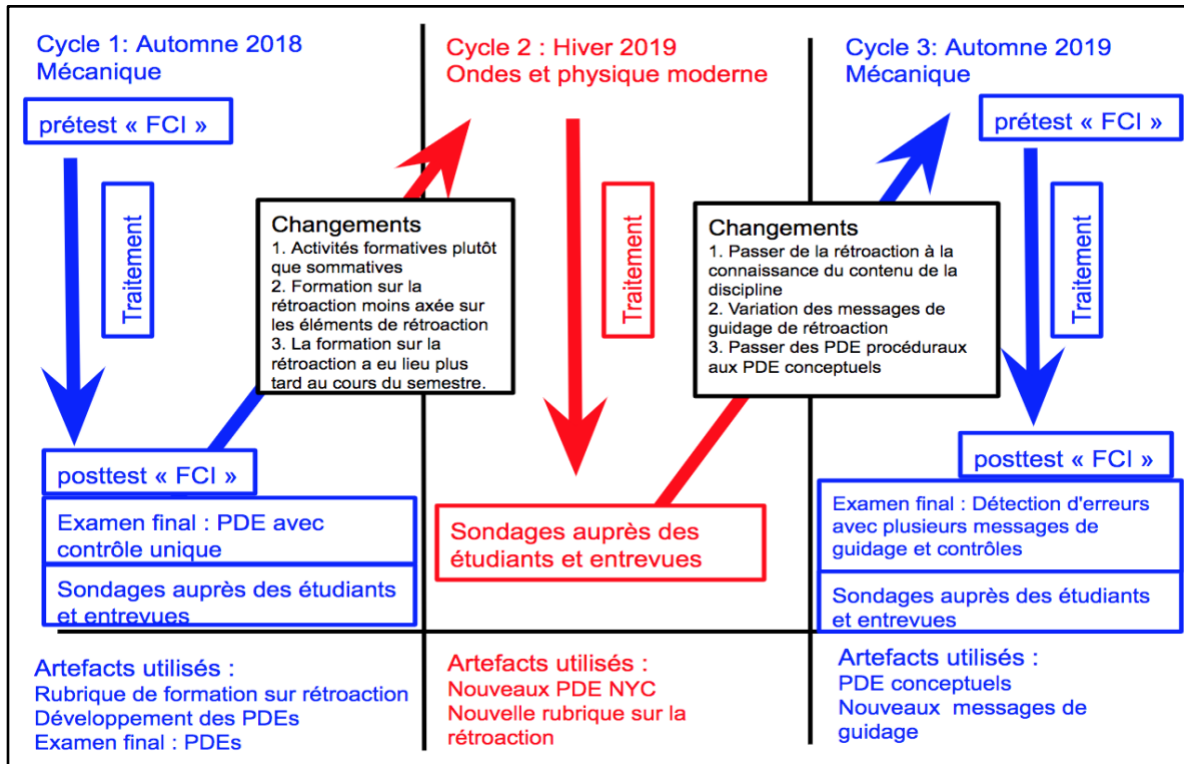 Cycle 1: Automne 2018
Mécanique
prétest « FCI »
Traitement
Changements
1. Activités formatives plutôt
que sommatives
2. Formation sur la
rétroaction moins axée sur
les éléments de rétroaction
3. La formation sur la
rétroaction a eu lieu plus
tard au cours du semestre.
posttest « FCI »
Examen final : PDE avec
contrôle unique
Sondages auprès des étudiants
et entrevues
Artefacts utilisés :
Rubrique de formation sur rétroaction
Développement des PDEs
Examen final : PDEs
Cycle 2 : Hiver 2019
Ondes et physique moderne
Traitement
Sondages auprès des
étudiants et entrevues
Artefacts utilisés :
Nouveaux PDE NYC
Nouvelle rubrique sur la
rétroaction
Changements
1. Passer de la rétroaction à la
connaissance du contenu de la
discipline
2. Variation des messages de
guidage de rétroaction
3. Passer des PDE procéduraux
aux PDE conceptuels
Cycle 3: Automne 2019
Mécanique
prétest « FCI »
Traitement
posttest « FCI »
Examen final : Détection d'erreurs
avec plusieurs messages de
guidage et contrôles
Sondages auprès des étudiants
et entrevues
Artefacts utilisés :
PDE conceptuels
Nouveaux messages de
guidage